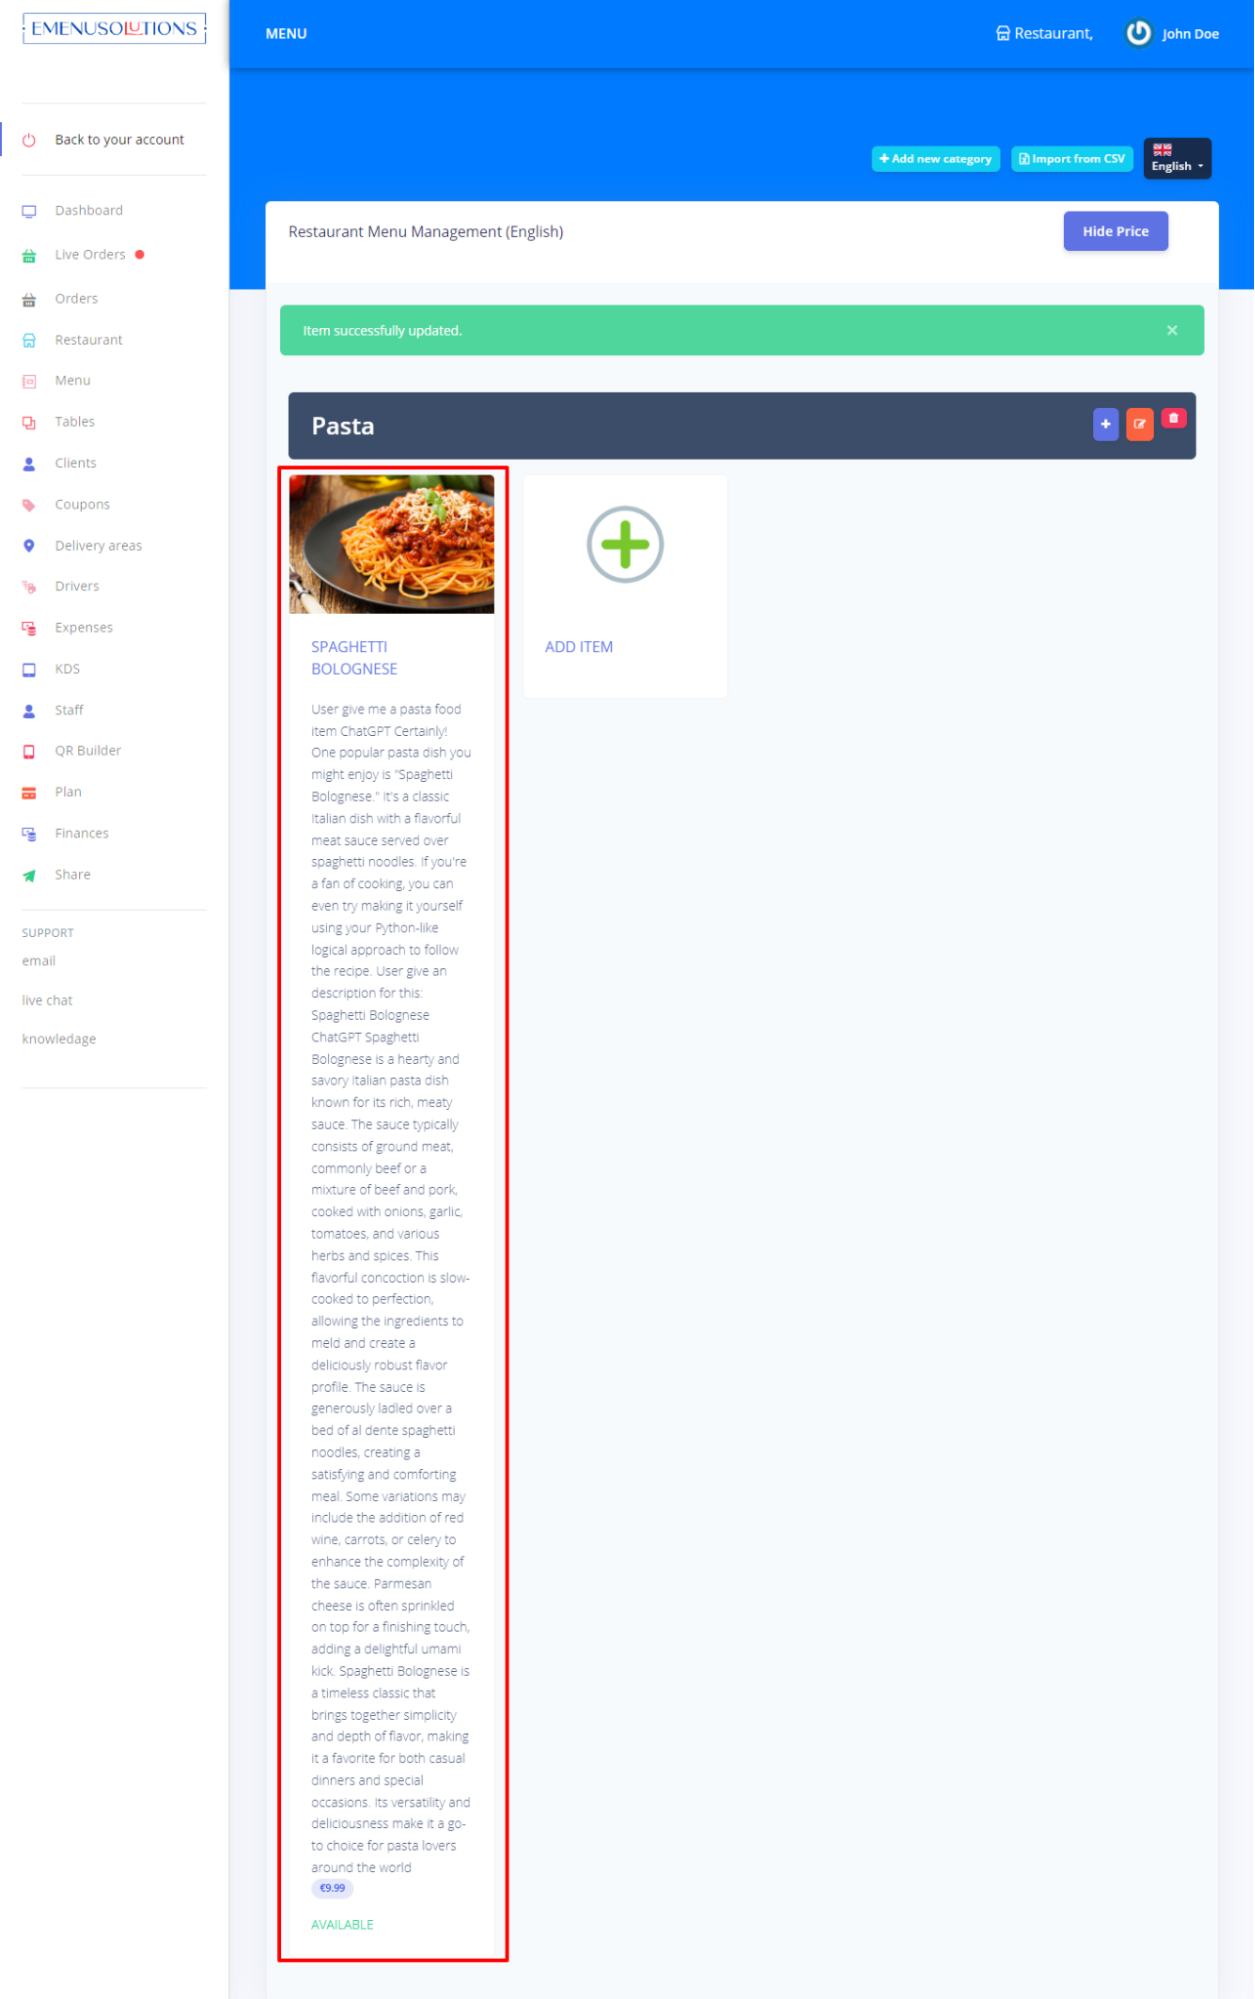 EMENUSOLUTIONS
MENU
Restaurant,
John Doe
Back to your account
+ Add new category
Import from CSV
English
Restaurant Menu Management (English)
Hide Price
Dashboard
Live Orders
Orders
Restaurant
Menu
Tables
Clients
Coupons
Delivery areas
Drivers
Expenses
KDS
Staff
QR Builder
Plan
Finances
Share
SUPPORT
email
live chat
knowledage
Item successfully updated.
×
Pasta
SPAGHETTI
BOLOGNESE
User give me a pasta food
item ChatGPT Certainly!
One popular pasta dish you
might enjoy is "Spaghetti
Bolognese." It's a classic
Italian dish with a flavorful
meat sauce served over
spaghetti noodles. If you're
a fan of cooking, you can
even try making it yourself
using your Python-like
logical approach to follow
the recipe. User give an
description for this:
Spaghetti Bolognese
ChatGPT Spaghetti
Bolognese is a hearty and
savory Italian pasta dish
known for its rich, meaty
sauce. The sauce typically
consists of ground meat,
commonly beef or a
mixture of beef and pork,
cooked with onions, garlic,
tomatoes, and various
herbs and spices. This
flavorful concoction is slow-
cooked to perfection,
allowing the ingredients to
meld and create a
deliciously robust flavor
profile. The sauce is
generously ladled over a
bed of al dente spaghetti
noodles, creating a
satisfying and comforting
meal. Some variations may
include the addition of red
wine, carrots, or celery to
enhance the complexity of
the sauce. Parmesan
cheese is often sprinkled
on top for a finishing touch,
adding a delightful umami
kick. Spaghetti Bolognese is
a timeless classic that
brings together simplicity
and depth of flavor, making
it a favorite for both casual
dinners and special
occasions. Its versatility and
deliciousness make it a go-
to choice for pasta lovers
around the world
€9.99
AVAILABLE
ADD ITEM